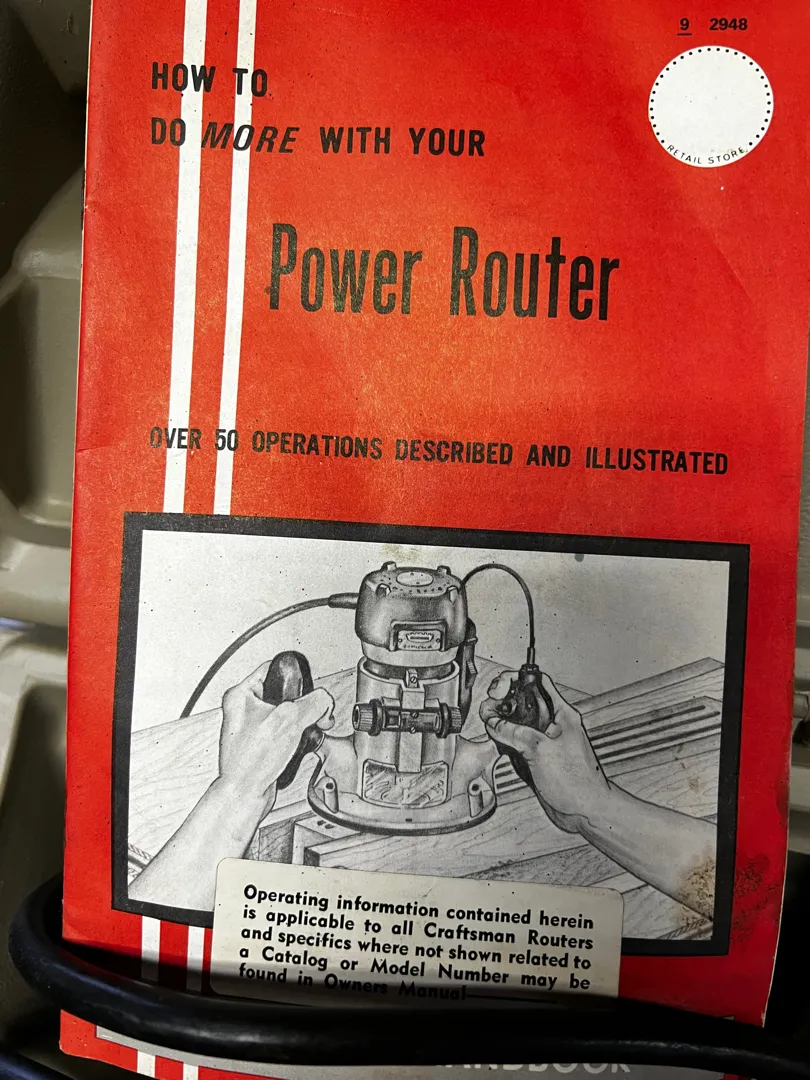 9 2948
RETAIL STORE
HOW TO
DO MORE WITH YOUR
Power Router
OVER 50 OPERATIONS DESCRIBED AND ILLUSTRATED
Operating information contained herein
is applicable to all Craftsman Routers
and specifics where not shown related to
a Catalog or Model Number may be
found in Owners Manual